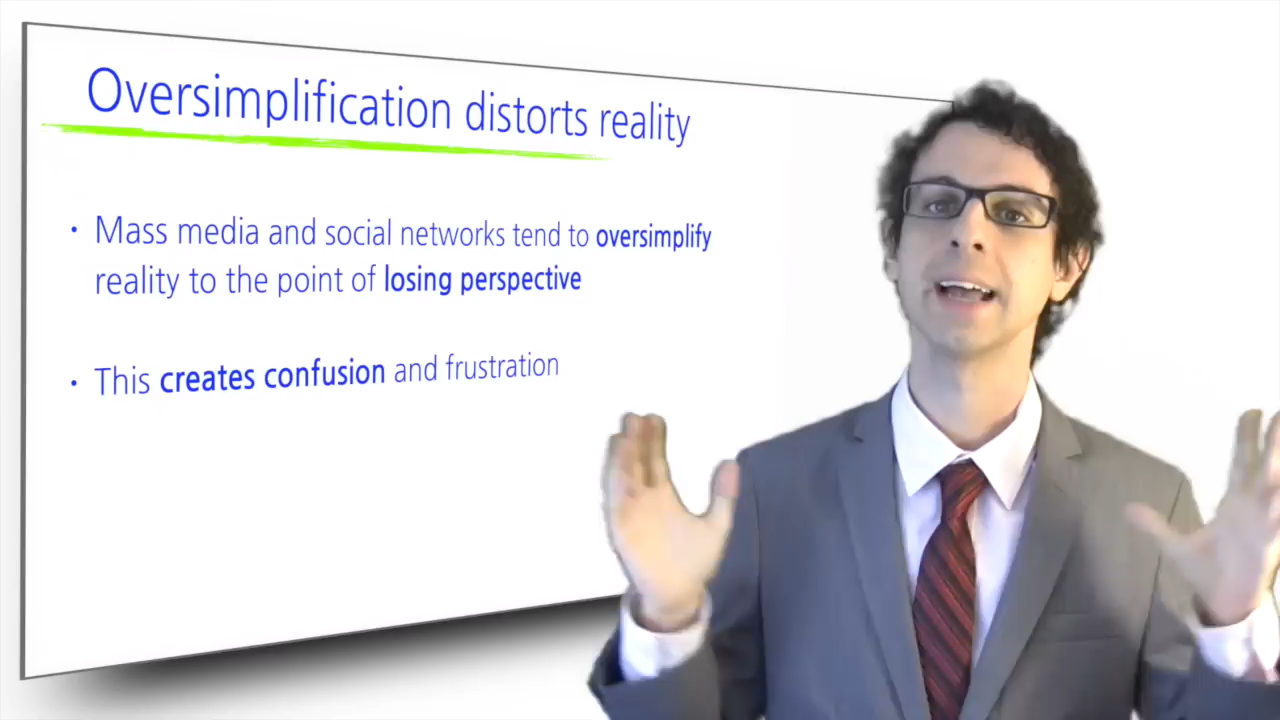 Oversimplification distorts reality
• Mass media and social networks tend to oversimplify
reality to the point of losing perspective
• This creates confusion and frustration